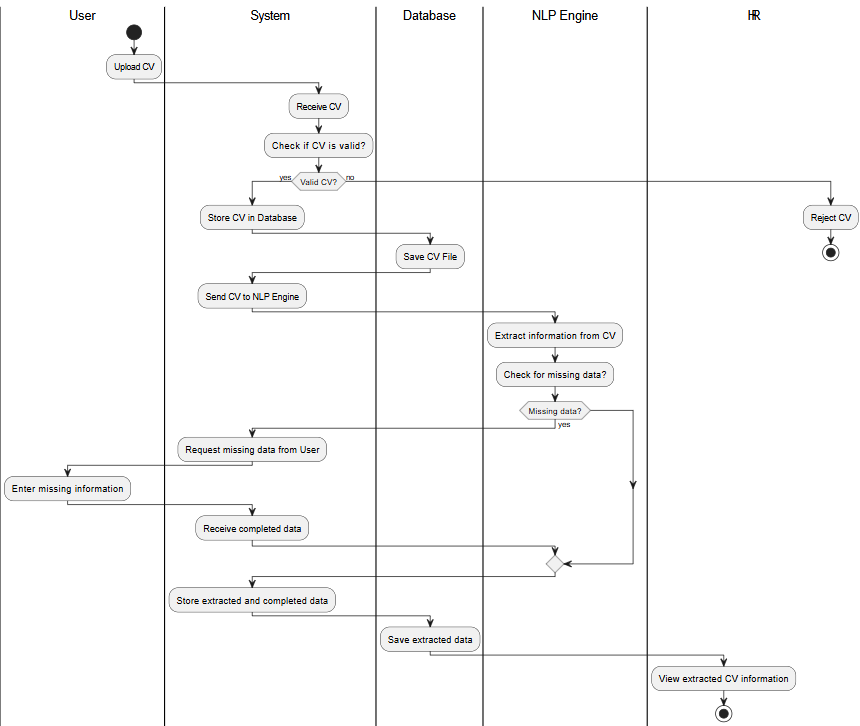 User
System
Database
NLP Engine
HR
Upload CV
Receive CV
Check if CV is valid?
yes
Valid CV?
no
Store CV in Database
Reject CV
Save CV File
Send CV to NLP Engine
Extract information from CV
Check for missing data?
Missing data?
yes
Request missing data from User
Enter missing information
Receive completed data
Store extracted and completed data
Save extracted data
View extracted CV information